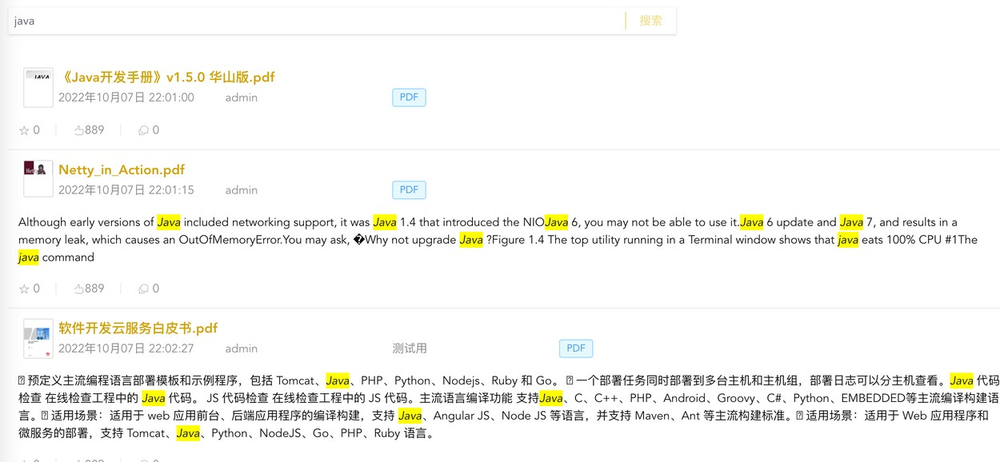 java
搜索
JAVA
《Java开发手册》v1.5.0 华山版.pdf
2022年10月07日 22:01:00 admin PDF
0 889 0
Netty_in_Action.pdf
2022年10月07日 22:01:15 admin PDF
Although early versions of Java included networking support, it was Java 1.4 that introduced the NIOJava 6, you may not be able to use it.Java 6 update and Java 7, and results in a
memory leak, which causes an OutOfMemoryError.You may ask, �Why not upgrade Java ?Figure 1.4 The top utility running in a Terminal window shows that java eats 100% CPU #1The
java command
0 889 0
软件开发云服务白皮书.pdf
2022年10月07日 22:02:27 admin 测试用 PDF
预定义主流编程语言部署模板和示例程序，包括 Tomcat、Java、PHP、Python、Nodejs、Ruby 和 Go。 一个部署任务同时部署到多台主机和主机组，部署日志可以分主机查看。Java 代码
检查 在线检查工程中的 Java 代码。 JS 代码检查 在线检查工程中的 JS 代码。主流语言编译功能 支持Java、C、C++、PHP、Android、Groovy、C#、Python、EMBEDDED等主流编译构建语
言。 适用场景：适用于 web 应用前台、后端应用程序的编译构建，支持 Java、Angular JS、Node JS 等语言，并支持 Maven、Ant 等主流构建标准。 适用场景：适用于 Web 应用程序和
微服务的部署，支持 Tomcat、Java、Python、NodeJS、Go、PHP、Ruby 语言。